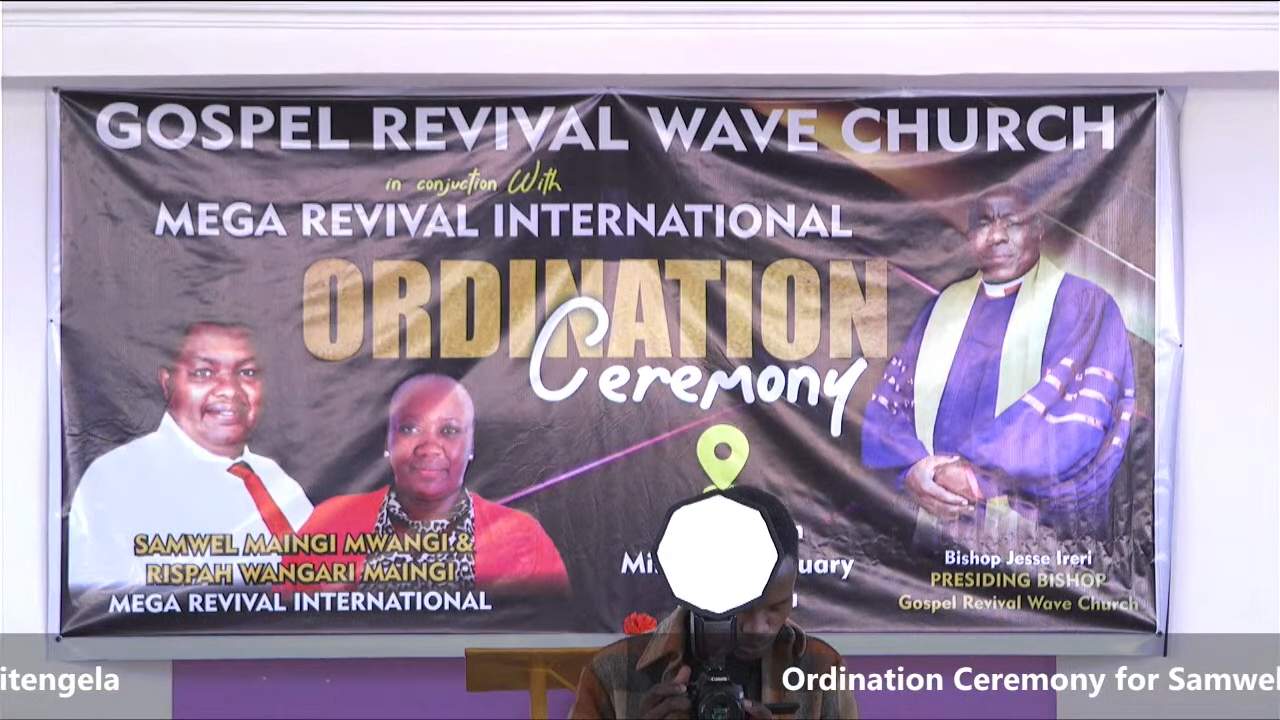 GOSPEL REVIVAL WAVE CHURCH
in conjuction With
MEGA REVIVAL INTERNATIONAL
ORDINATION
Ceremony
SAMWEL MAINGI MWANGI &
RISPAH WANGARI MAINGI
MEGA REVIVAL INTERNATIONAL
Bishop Jesse Ireri
PRESIDING BISHOP
Gospel Revival Wave Church
itengela
Ordination Ceremony for Samwel
Canon